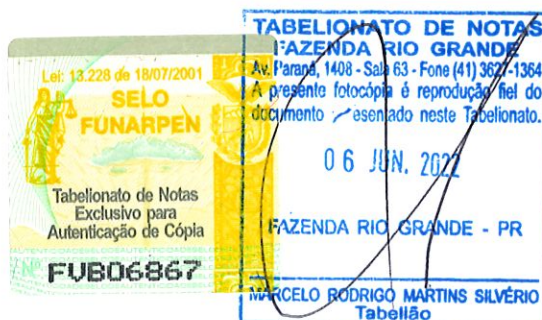 Lei: 13.228 de 18/07/2001
SELO
FUNARPEN
Tabelionato de Notas
Exclusivo para
Autenticação de Cópia
Nº
FVB06867
TABELIONATO DE NOTAS
FAZENDA RIO GRANDE
Av. Paraná, 1408 - Sala 63 - Fone (41) 3627-1364
A presente fotocópia é reprodução fiel do
documento neste Tabelionato.
06 JUN. 2022
FAZENDA RIO GRANDE - PR
MARCELO RODRIGO MARTINS SILVÉRIO
Tabelião